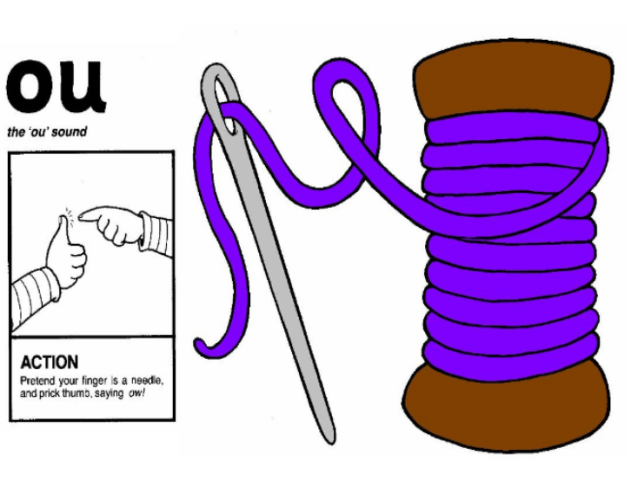 ou
the 'ou' sound
ACTION
Pretend your finger is a needle,
and prick thumb, saying ow!